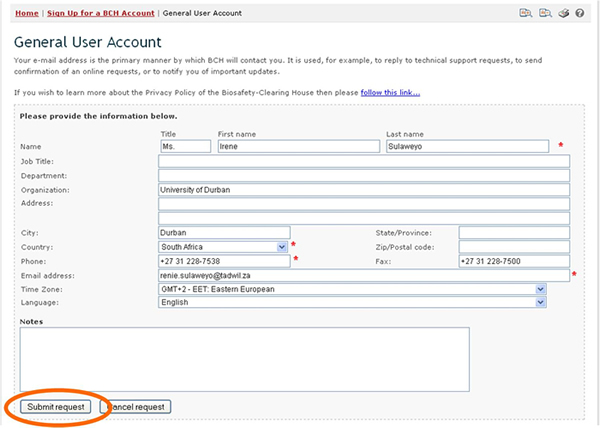 Home | Sign Up for a BCH Account | General User Account
General User Account
Your e-mail address is the primary manner by which BCH will contact you. It is used, for example, to reply to technical support requests, to send
confirmation of an online requests, or to notify you of important updates.
If you wish to learn more about the Privacy Policy of the Biosafety-Clearing House then please follow this link...
Please provide the information below.
Title First name Last name
Name Ms. Irene Sulaweyo *
Job Title:
Department:
Organization: University of Durban
Address:
City: Durban State/Province:
Country: South Africa * Zip/Postal code:
Phone: +27 31 228-7538 * Fax: +27 31 228-7500
Email address: renie.sulaweyo@tadwil.za *
Time Zone: GMT+2 - EET: Eastern European
Language: English
Notes
Submit request Cancel request